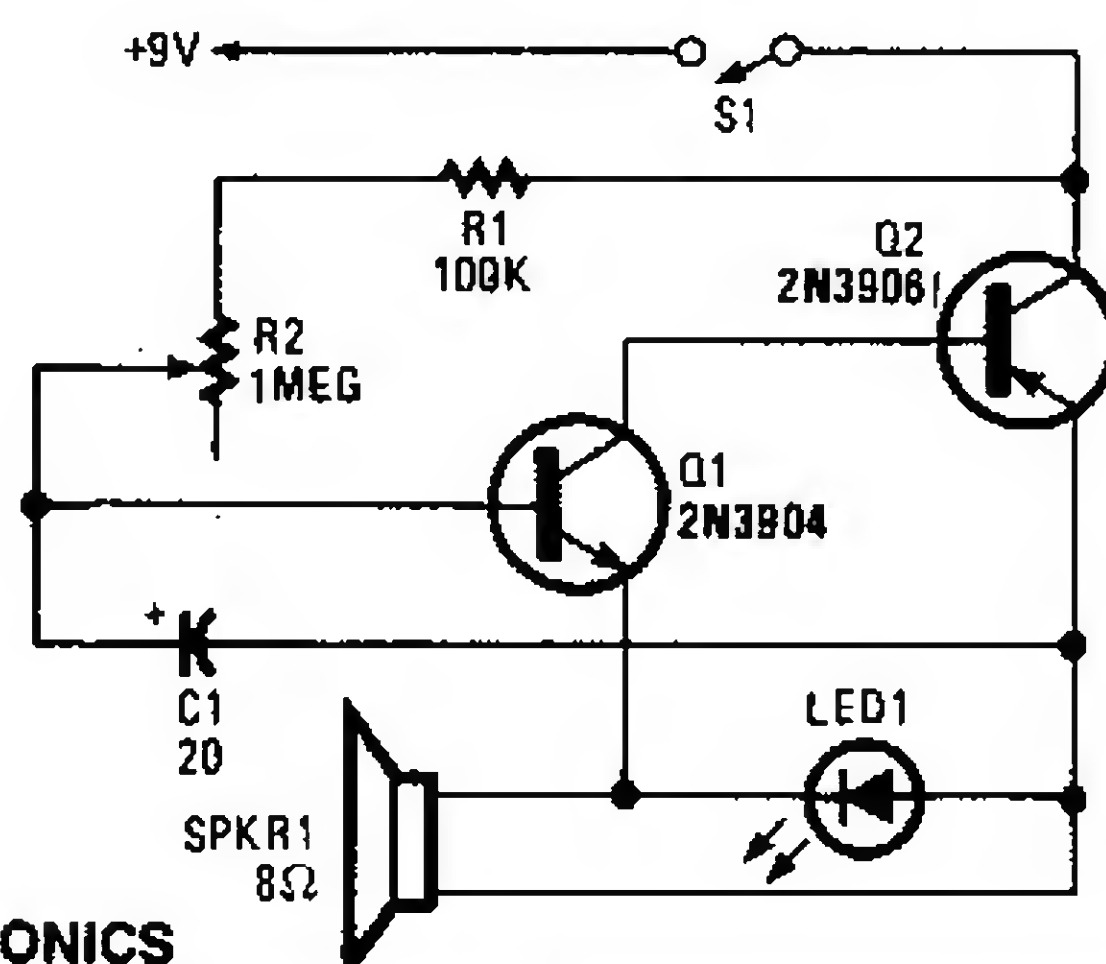 +9V
S1
R1
100K
Q2
2N3906
R2
1MEG
Q1
2N3904
+
C1
20
LED1
SPKR1
8Ω
ONICS